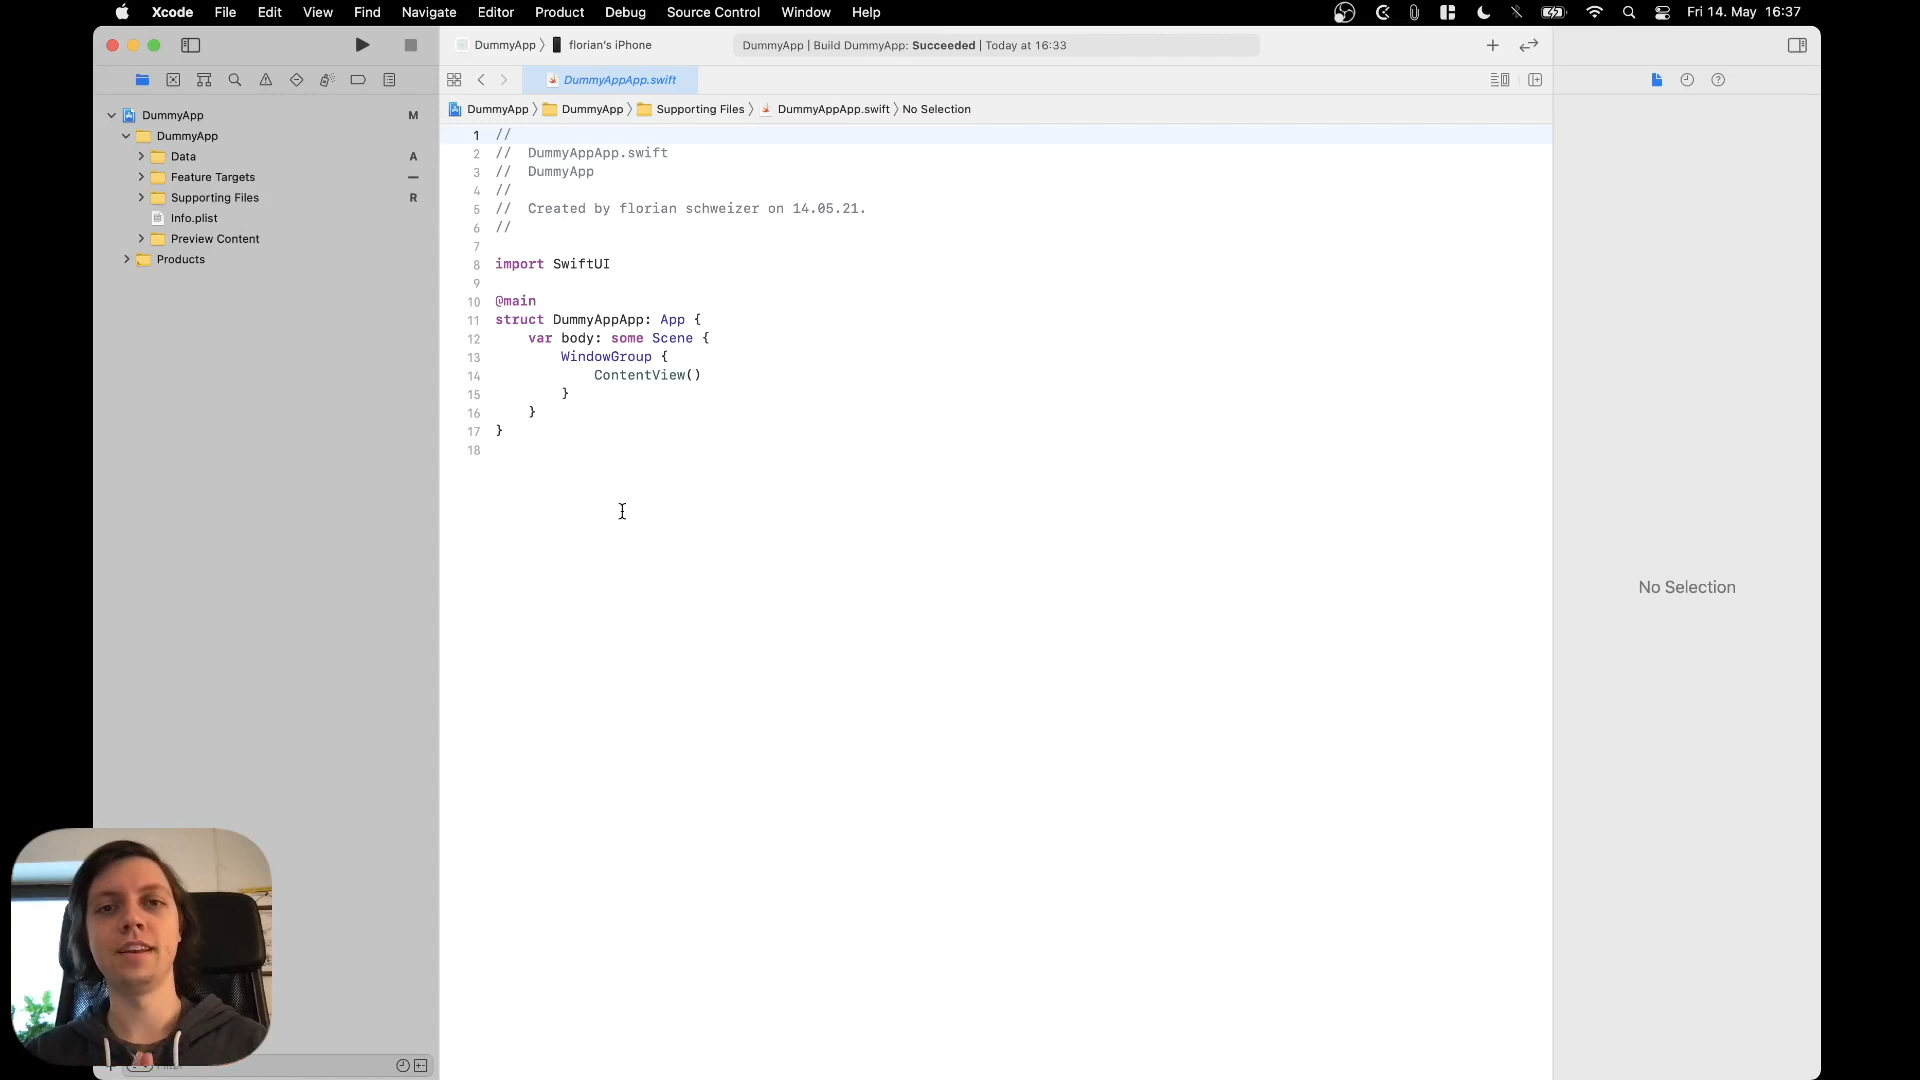 Xcode File Edit View Find Navigate Editor Product Debug Source Control Window Help Fri 14. May 16:37
DummyApp florian's iPhone DummyApp | Build DummyApp: Succeeded | Today at 16:33
DummyAppApp.swift
DummyApp M
DummyApp
Data A
Feature Targets
Supporting Files R
Info.plist
Preview Content
Products
DummyApp DummyApp Supporting Files DummyAppApp.swift No Selection
1 //
2 // DummyAppApp.swift
3 // DummyApp
4 //
5 // Created by florian schweizer on 14.05.21.
6 //
7
8 import SwiftUI
9
10 @main
11 struct DummyAppApp: App {
12 var body: some Scene {
13 WindowGroup {
14 ContentView()
15 }
16 }
17 }
18
No Selection